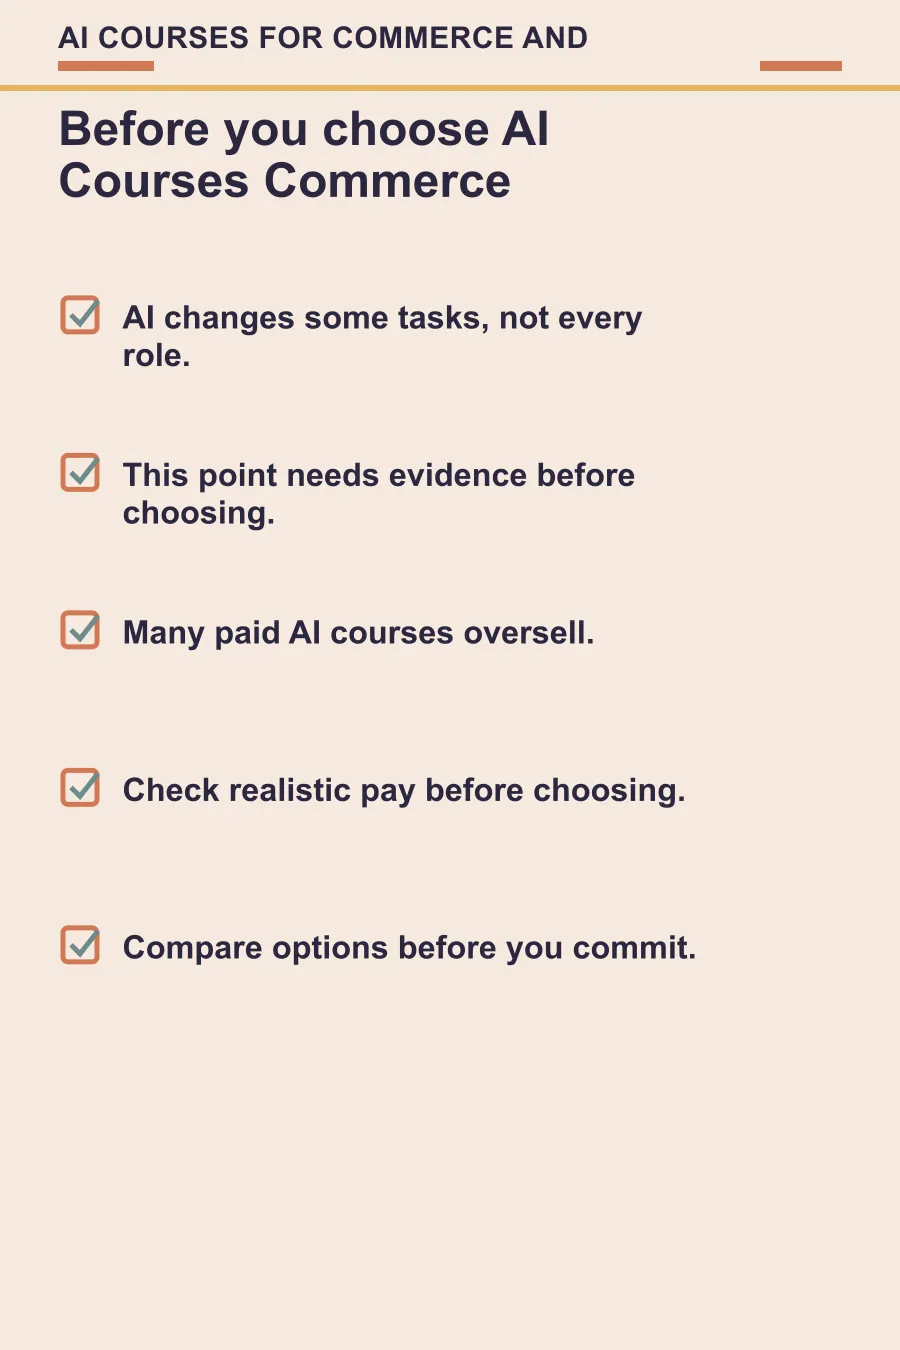 AI COURSES FOR COMMERCE AND
Before you choose AI
Courses Commerce
AI changes some tasks, not every
role.
This point needs evidence before
choosing.
Many paid AI courses oversell.
Check realistic pay before choosing.
Compare options before you commit.